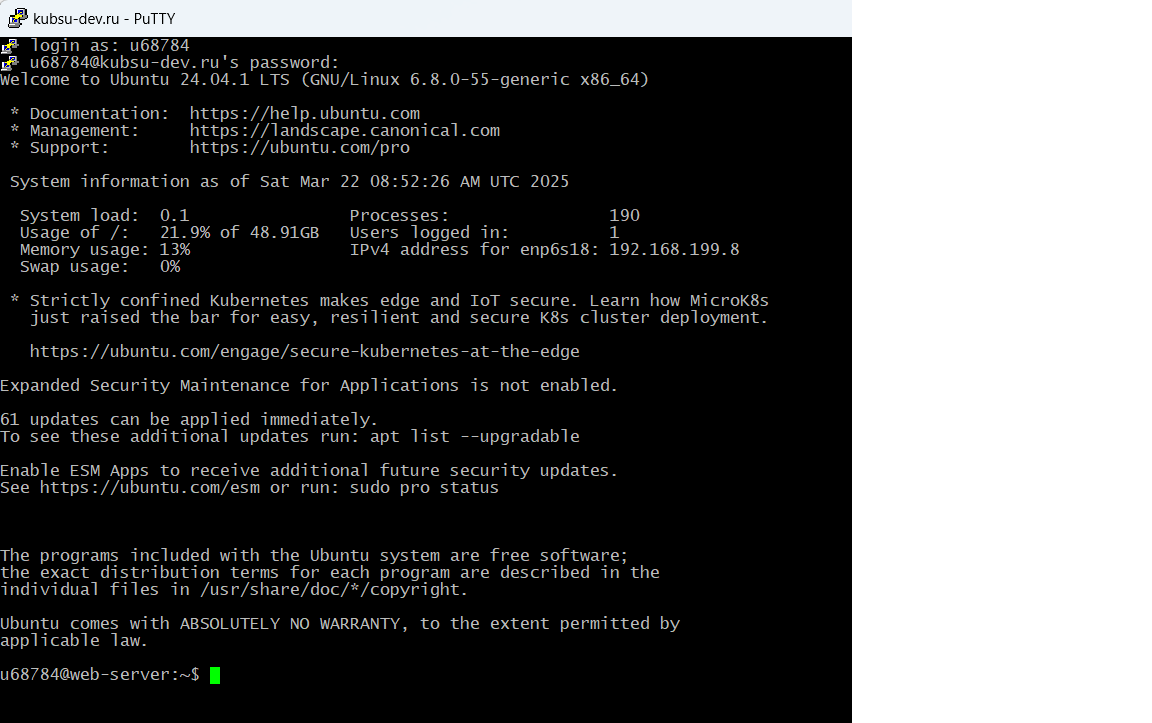 kubsu-dev.ru - PuTTY
login as: u68784
u68784@kubsu-dev.ru's password:
Welcome to Ubuntu 24.04.1 LTS (GNU/Linux 6.8.0-55-generic x86_64)
* Documentation:  https://help.ubuntu.com
* Management:     https://landscape.canonical.com
* Support:        https://ubuntu.com/pro
System information as of Sat Mar 22 08:52:26 AM UTC 2025
System load:  0.1                Processes:                190
Usage of /:   21.9% of 48.91GB   Users logged in:          1
Memory usage: 13%                IPv4 address for enp6s18: 192.168.199.8
Swap usage:   0%
* Strictly confined Kubernetes makes edge and IoT secure. Learn how MicroK8s
just raised the bar for easy, resilient and secure K8s cluster deployment.
https://ubuntu.com/engage/secure-kubernetes-at-the-edge
Expanded Security Maintenance for Applications is not enabled.
61 updates can be applied immediately.
To see these additional updates run: apt list --upgradable
Enable ESM Apps to receive additional future security updates.
See https://ubuntu.com/esm or run: sudo pro status
The programs included with the Ubuntu system are free software;
the exact distribution terms for each program are described in the
individual files in /usr/share/doc/*/copyright.
Ubuntu comes with ABSOLUTELY NO WARRANTY, to the extent permitted by
applicable law.
u68784@web-server:~$